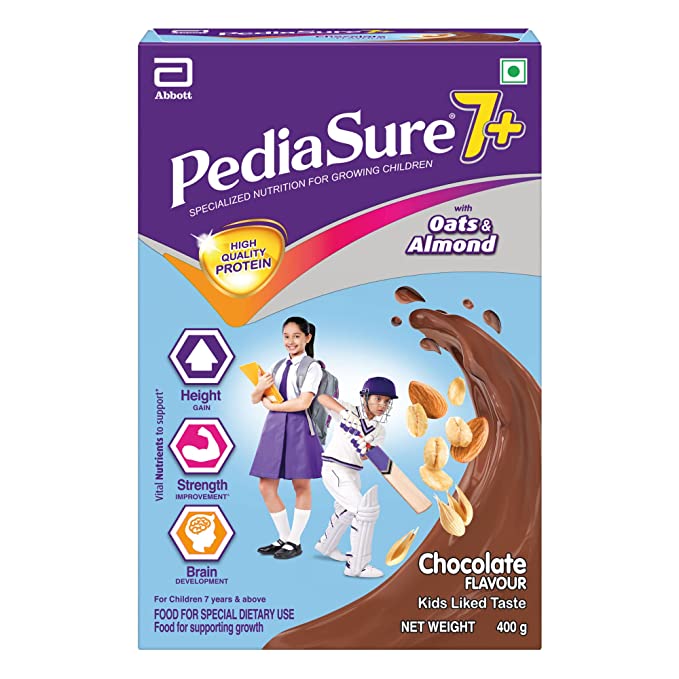 Abbott
PediaSure® 7+
SPECIALIZED NUTRITION FOR GROWING CHILDREN
with
Oats &
Almond
HIGH
QUALITY
PROTEIN
Vital Nutrients to support*
Height
GAIN
Strength
IMPROVEMENT^
Brain
DEVELOPMENT
For Children 7 years & above
FOOD FOR SPECIAL DIETARY USE
Food for supporting growth
Chocolate
FLAVOUR
Kids Liked Taste
NET WEIGHT 400 g